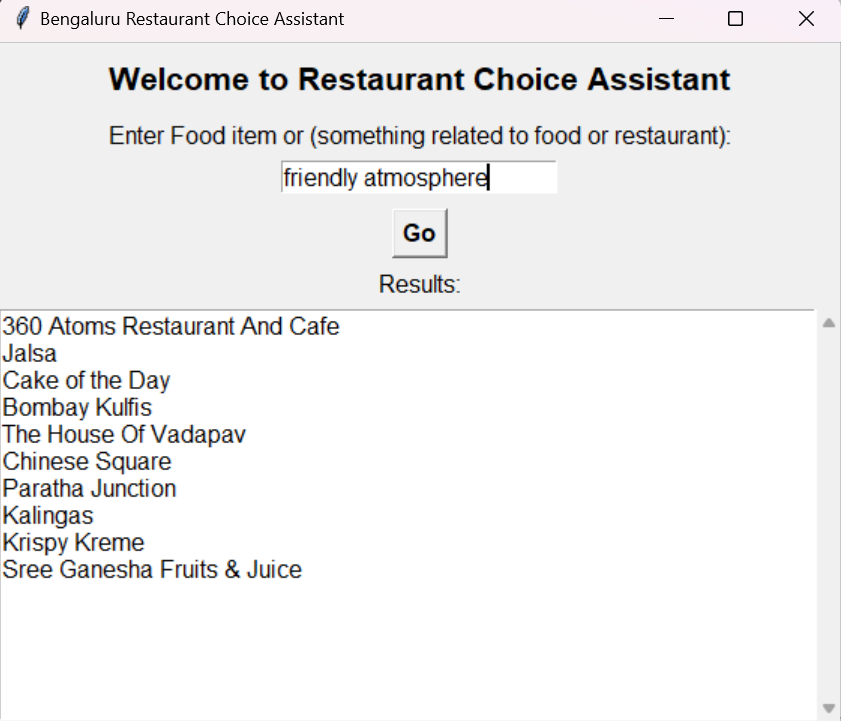 Bengaluru Restaurant Choice Assistant
Welcome to Restaurant Choice Assistant
Enter Food item or (something related to food or restaurant):
friendly atmosphere
Go
Results:
360 Atoms Restaurant And Cafe
Jalsa
Cake of the Day
Bombay Kulfis
The House Of Vadapav
Chinese Square
Paratha Junction
Kalingas
Krispy Kreme
Sree Ganesha Fruits & Juice